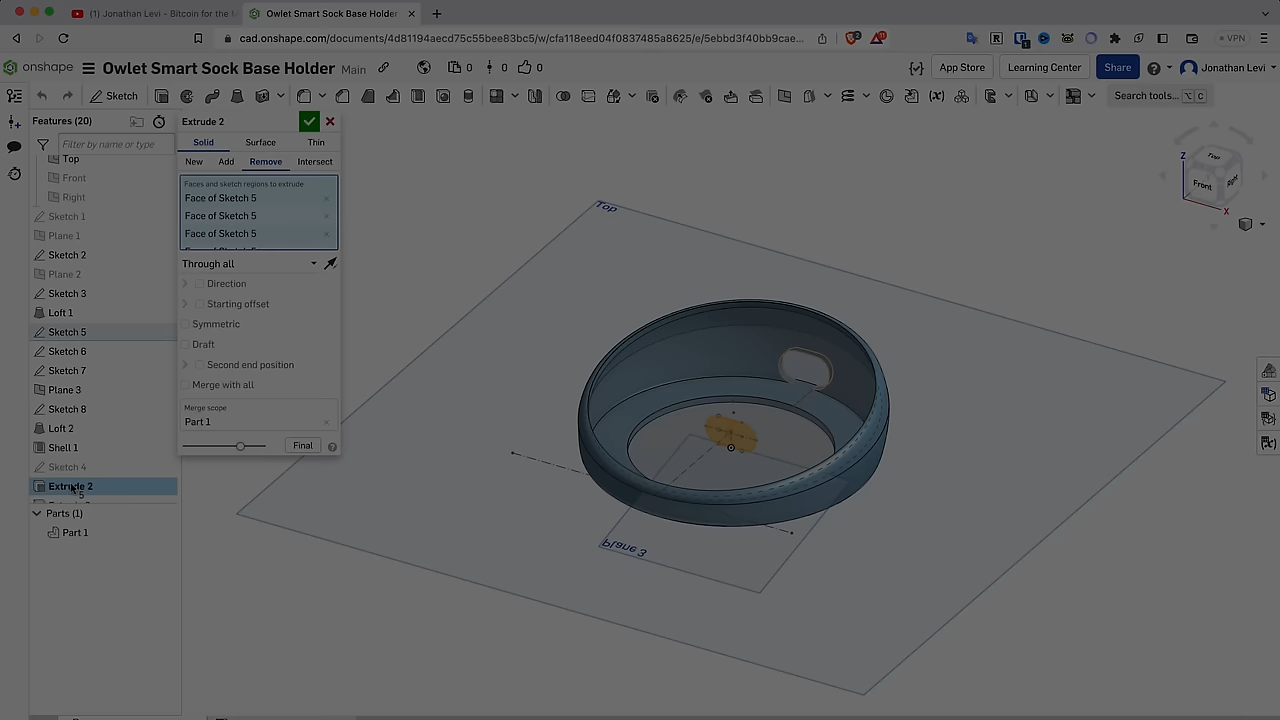 (1) Jonathan Levi - Bitcoin for the
Owlet Smart Sock Base Holder
cad.onshape.com/documents/4d81194aecd75c55bee83bc5/w/cfa118eed04f0837485a8625/e/5ebbd3f40bb9cae...
VPN
onshape
Owlet Smart Sock Base Holder
Main
0
0
0
App Store
Learning Center
Share
Jonathan Levi
Sketch
Search tools...
⌥ C
Features (20)
Filter by name or type
Top
Front
Right
Sketch 1
Plane 1
Sketch 2
Plane 2
Sketch 3
Loft 1
Sketch 5
Sketch 6
Sketch 7
Plane 3
Sketch 8
Loft 2
Shell 1
Sketch 4
Extrude 2
5
Parts (1)
Part 1
Extrude 2
Solid
Surface
Thin
New
Add
Remove
Intersect
Faces and sketch regions to extrude
Face of Sketch 5
Face of Sketch 5
Face of Sketch 5
Through all
Direction
Starting offset
Symmetric
Draft
Second end position
Merge with all
Merge scope
Part 1
Final
Top
Plane 3
Z
Top
Front
Right
X